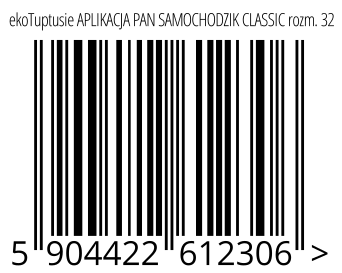 ekoTuptusie APLIKACJA PAN SAMOCHODZIK CLASSIC rozm. 32
5 904422 612306 >